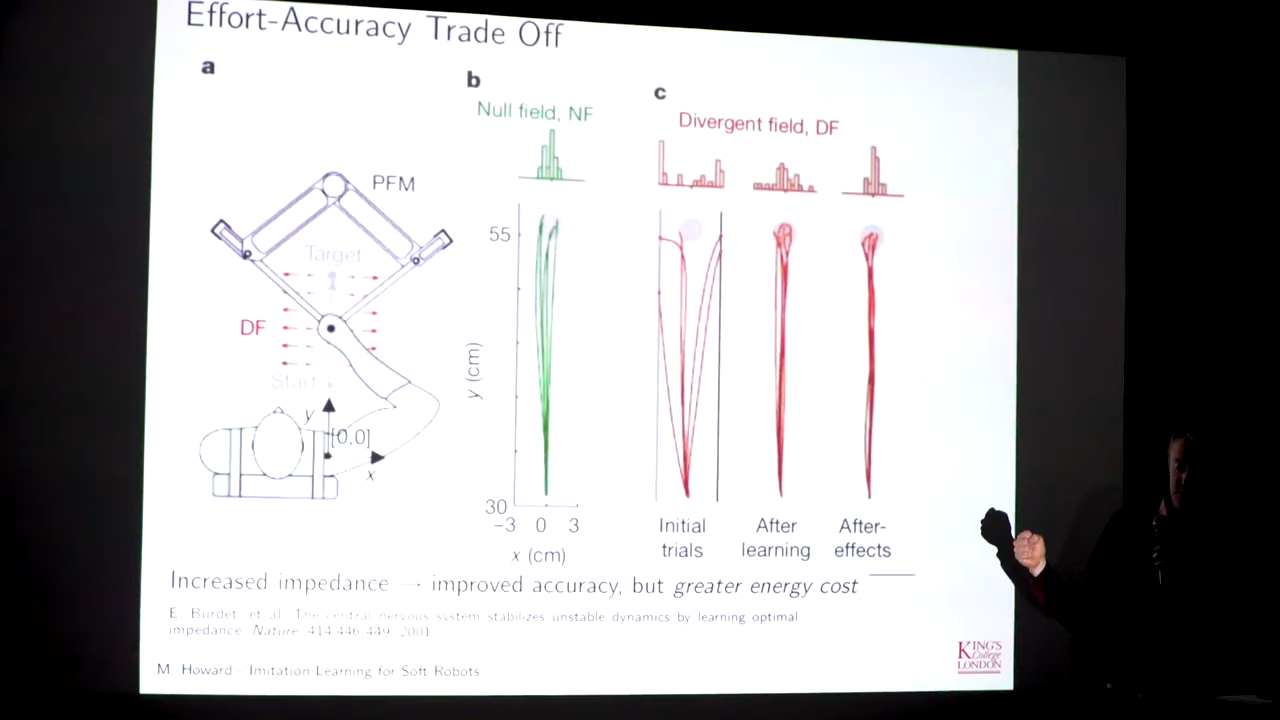 Effort-Accuracy Trade Off
a
PFM
Target
DF
Start
y
[0,0]
x
b
Null field, NF
55
y (cm)
30
−3 0 3
x (cm)
c
Divergent field, DF
Initial
trials
After
learning
After-
effects
Increased impedance → improved accuracy, but greater energy cost
E. Burdet et al. The central nervous system stabilizes unstable dynamics by learning optimal
impedance. Nature 414:446–449, 2001
M. Howard - Imitation Learning for Soft Robots
KING'S
College
LONDON